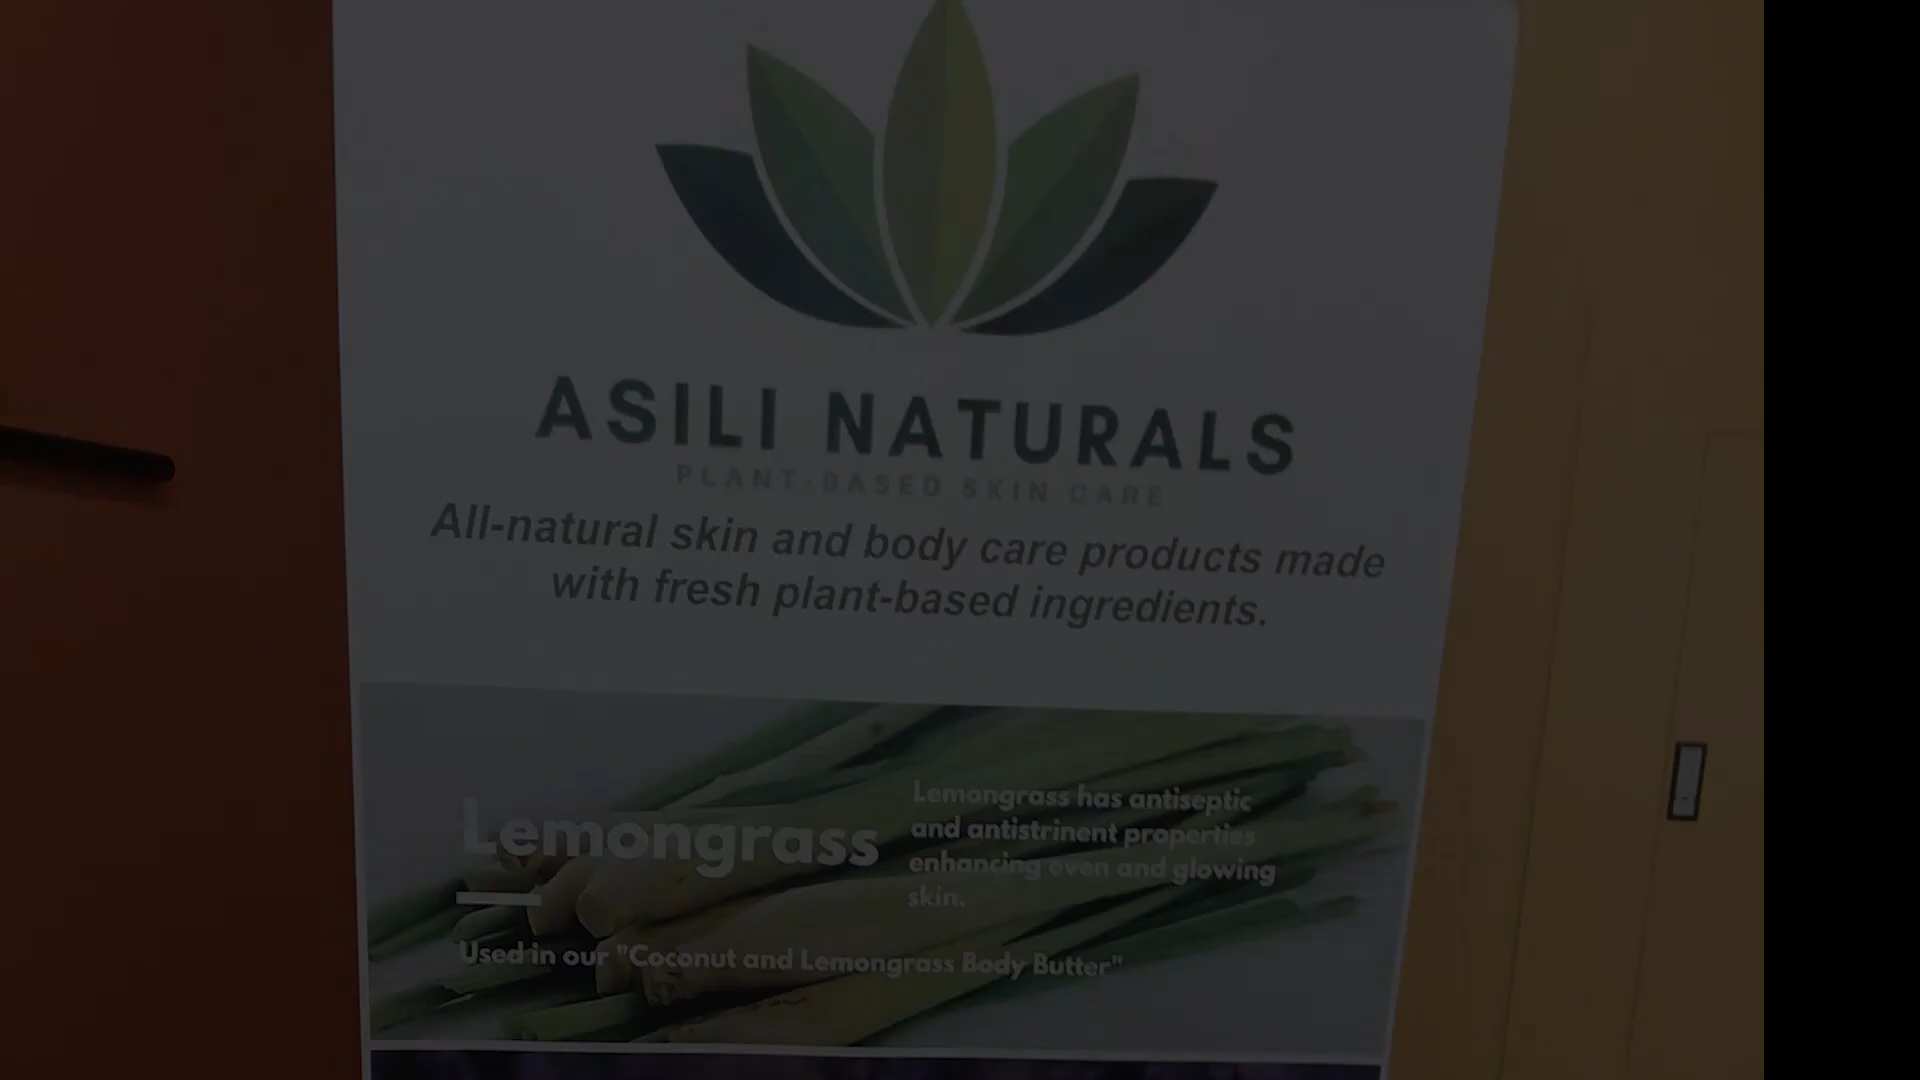 ASILI NATURALS
PLANT-BASED SKIN CARE
All-natural skin and body care products made
with fresh plant-based ingredients.
Lemongrass
Lemongrass has antiseptic
and antistrinent properties
enhancing even and glowing
skin.
Used in our "Coconut and Lemongrass Body Butter"